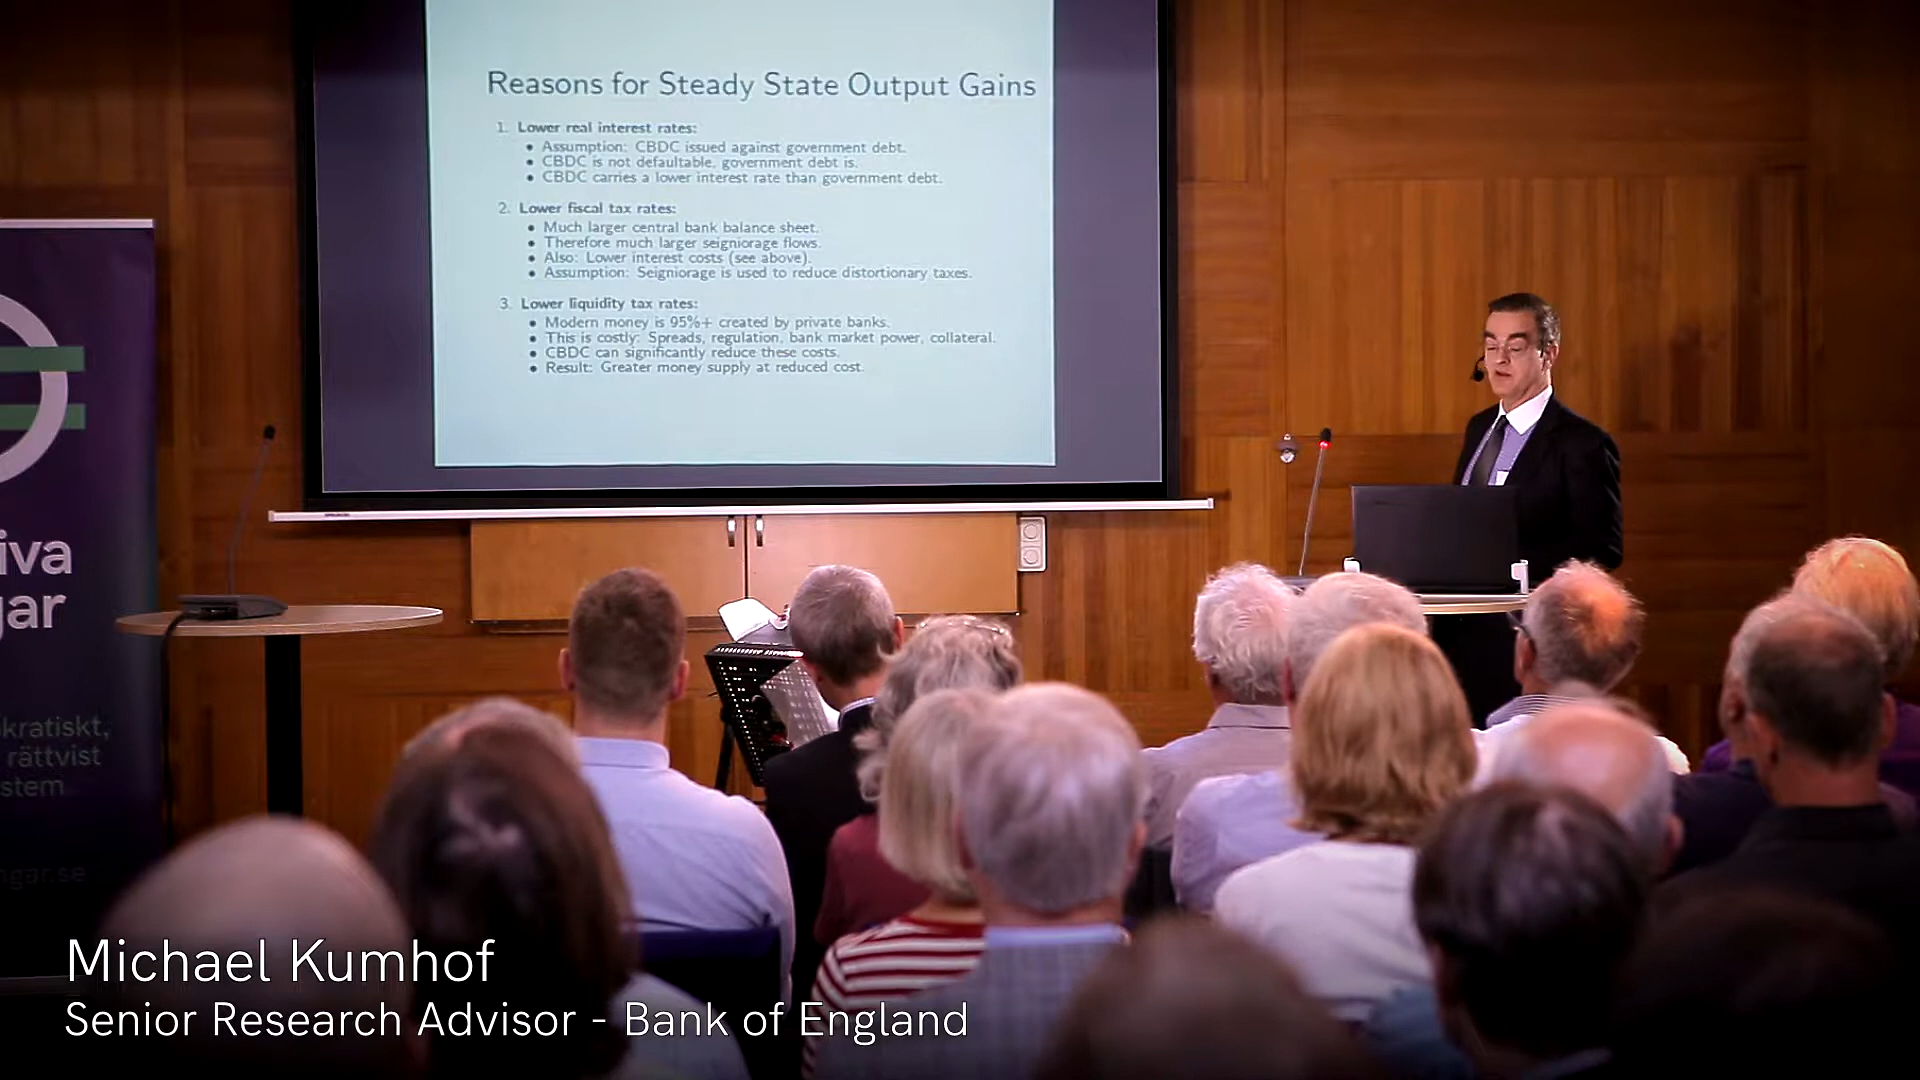 Reasons for Steady State Output Gains
1. Lower real interest rates:
• Assumption: CBDC issued against government debt.
• CBDC is not defaultable, government debt is.
• CBDC carries a lower interest rate than government debt.
2. Lower fiscal tax rates:
• Much larger central bank balance sheet.
• Therefore much larger seigniorage flows.
• Also: Lower interest costs (see above).
• Assumption: Seigniorage is used to reduce distortionary taxes.
3. Lower liquidity tax rates:
• Modern money is 95%+ created by private banks.
• This is costly: Spreads, regulation, bank market power, collateral.
• CBDC can significantly reduce these costs.
• Result: Greater money supply at reduced cost.
iva
gar
kratiskt,
rättvist
stem
ngar.se
Michael Kumhof
Senior Research Advisor - Bank of England